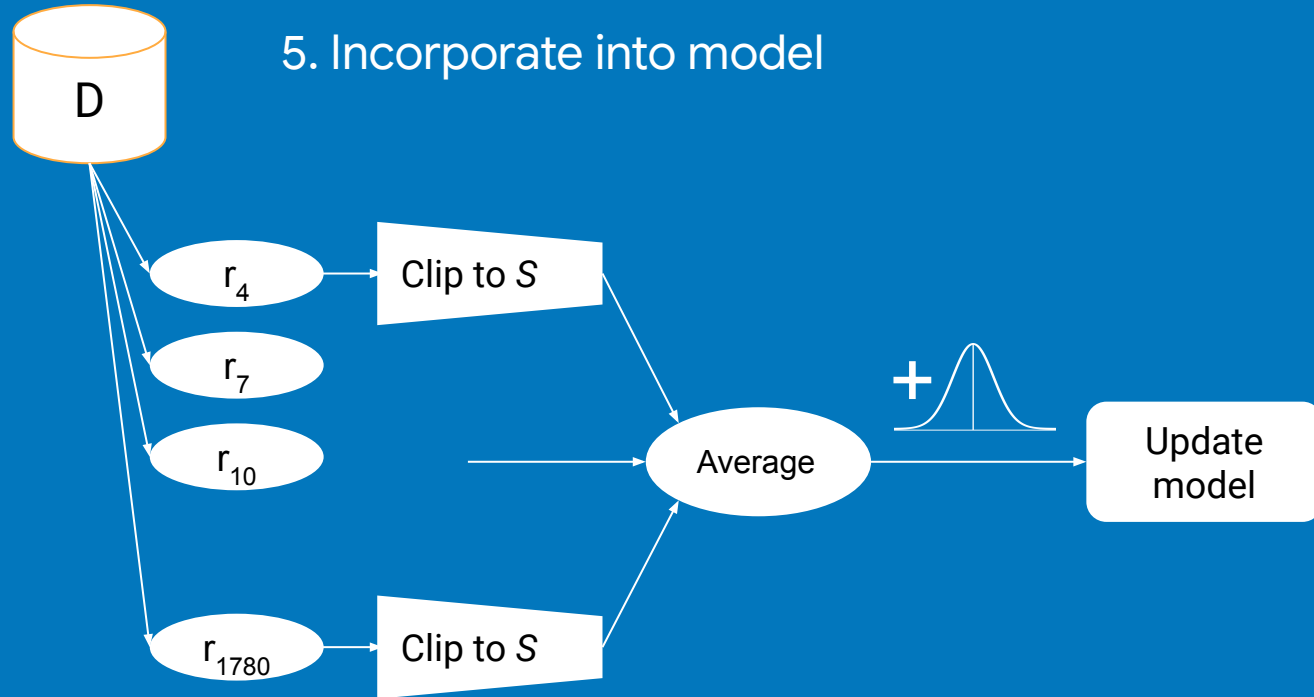 5. Incorporate into model
D
r₄
Clip to S
r₇
r₁₀
+
Average
Update
model
r₁₇₈₀
Clip to S